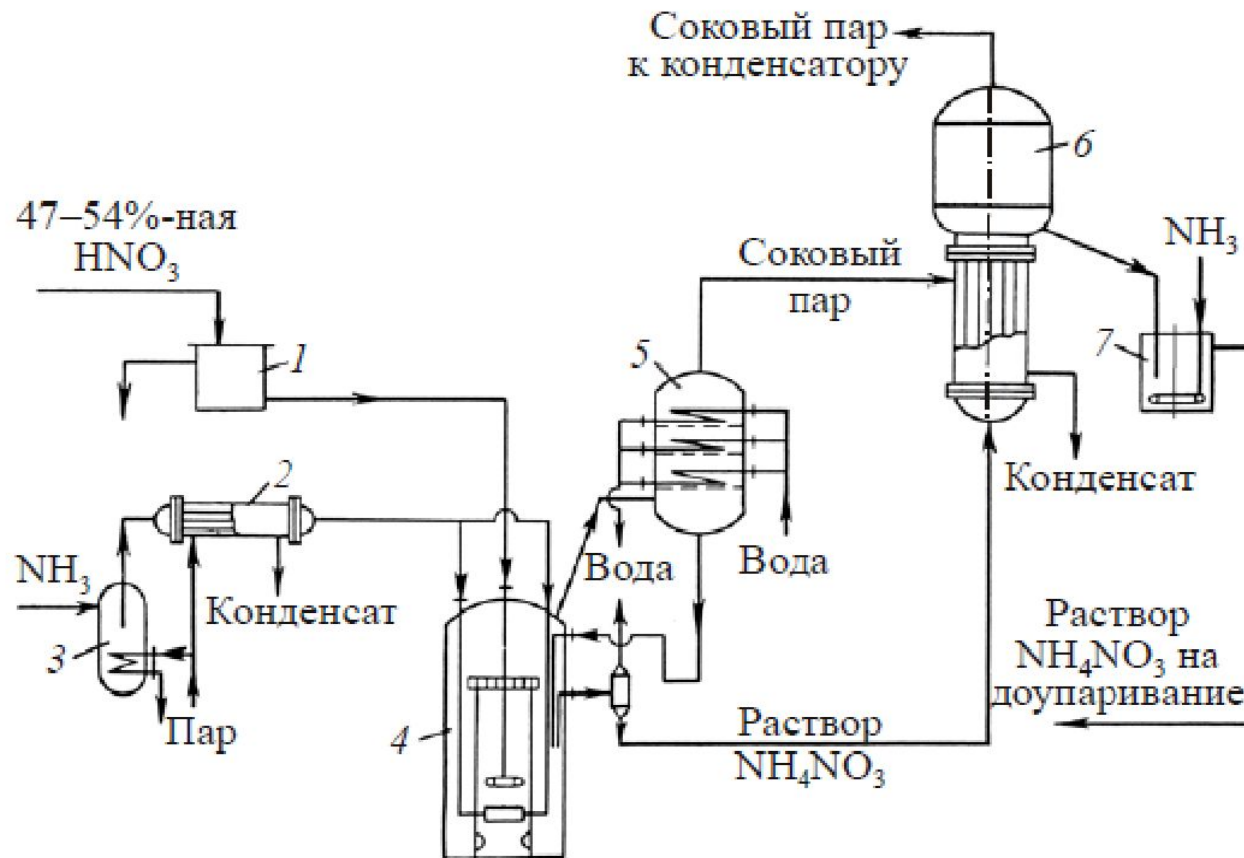 Соковый пар
к конденсатору
6
47–54%-ная
HNO₃
Соковый
пар
NH₃
1
5
7
2
Конденсат
NH₃
Конденсат
Вода
Вода
3
Пар
4
Раствор
NH₄NO₃
Раствор
NH₄NO₃ на
доупаривание